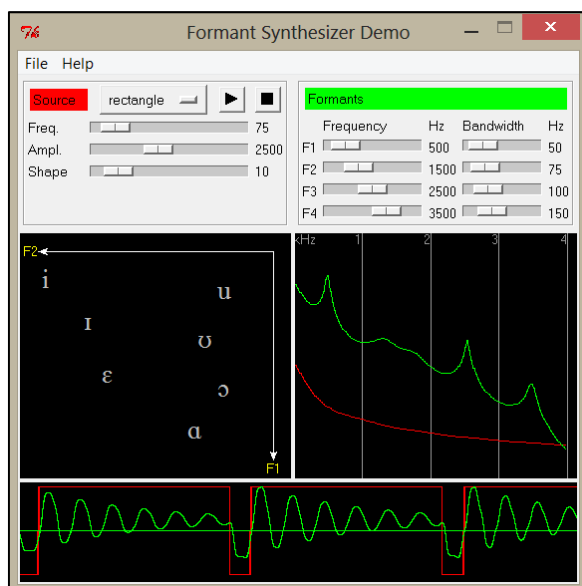 Formant Synthesizer Demo
File Help
Source rectangle
Freq. 75
Ampl. 2500
Shape 10
Formants
Frequency Hz Bandwidth Hz
F1 500 50
F2 1500 75
F3 2500 100
F4 3500 150
F2
i
u
ɪ
ʊ
ɛ
ɔ
ɑ
F1
kHz 1 2 3 4